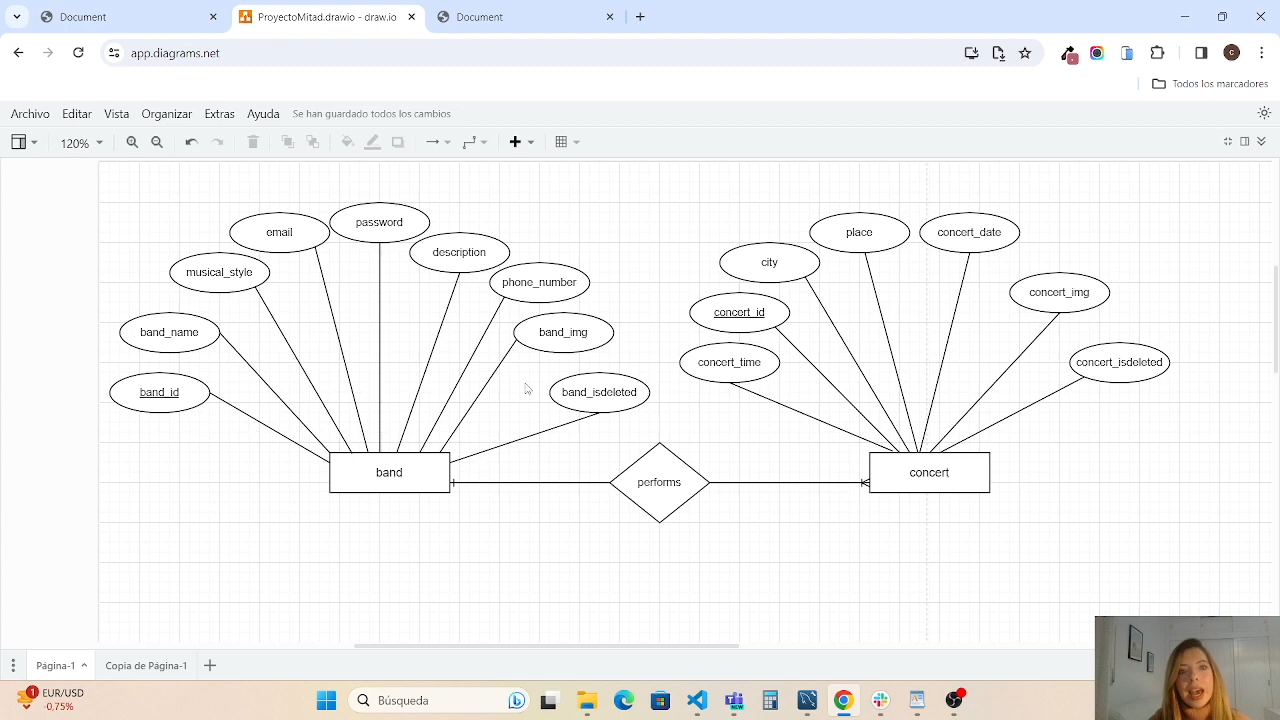 Document
ProyectoMitad.drawio - draw.io
Document
app.diagrams.net
C
Todos los marcadores
Archivo
Editar
Vista
Organizar
Extras
Ayuda
Se han guardado todos los cambios
120%
password
email
place
concert_date
description
city
musical_style
phone_number
concert_img
concert_id
band_name
band_img
concert_time
concert_isdeleted
band_id
band_isdeleted
band
concert
performs
Página-1
Copia de Página-1
1
EUR/USD
-0,75%
Búsqueda